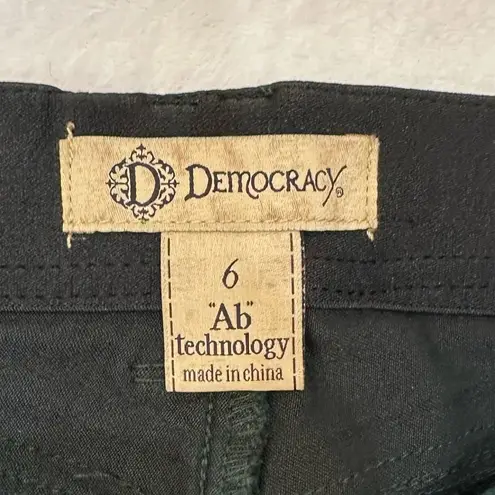 D DEMOCRACY®
6
"Ab"
technology
made in china